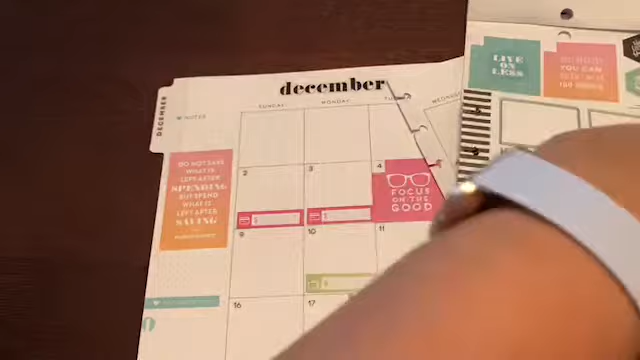 december
DECEMBER
NOTES
SUNDAY
MONDAY
DO NOT SAVE
WHAT IS
LEFT AFTER
SPENDING
BUT SPEND
WHAT IS
LEFT AFTER
SAVING
2
3
4
FOCUS
ON THE
GOOD
$
$
9
10
11
$
16
17
LIVE
ON
LESS
YOU CAN